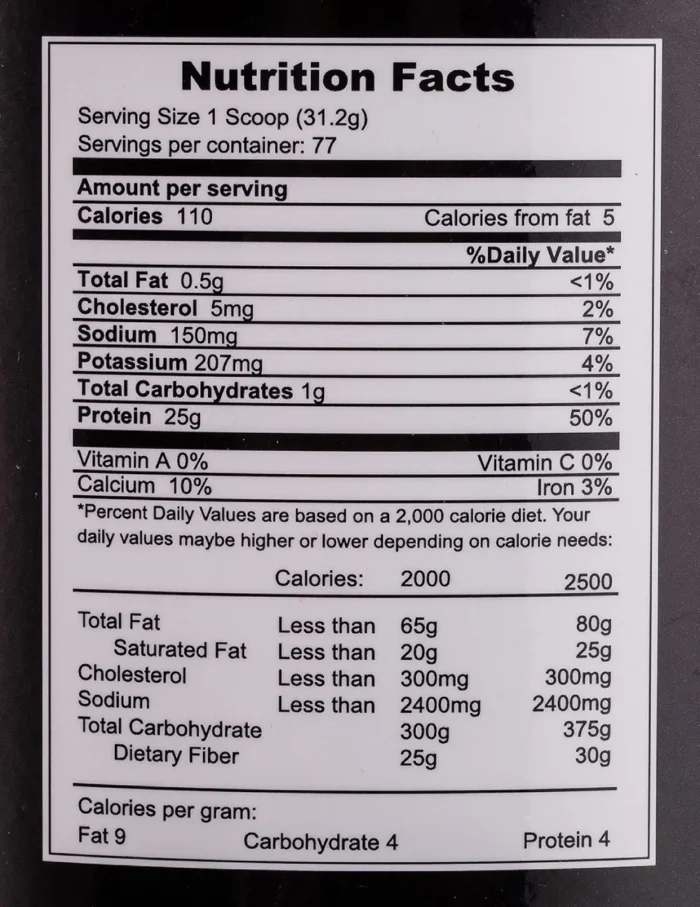 Nutrition Facts
Serving Size 1 Scoop (31.2g)
Servings per container: 77
Amount per serving
Calories 110 Calories from fat 5
%Daily Value*
Total Fat 0.5g <1%
Cholesterol 5mg 2%
Sodium 150mg 7%
Potassium 207mg 4%
Total Carbohydrates 1g <1%
Protein 25g 50%
Vitamin A 0% Vitamin C 0%
Calcium 10% Iron 3%
*Percent Daily Values are based on a 2,000 calorie diet. Your
daily values maybe higher or lower depending on calorie needs:
Calories: 2000 2500
Total Fat Less than 65g 80g
Saturated Fat Less than 20g 25g
Cholesterol Less than 300mg 300mg
Sodium Less than 2400mg 2400mg
Total Carbohydrate 300g 375g
Dietary Fiber 25g 30g
Calories per gram:
Fat 9 Carbohydrate 4 Protein 4